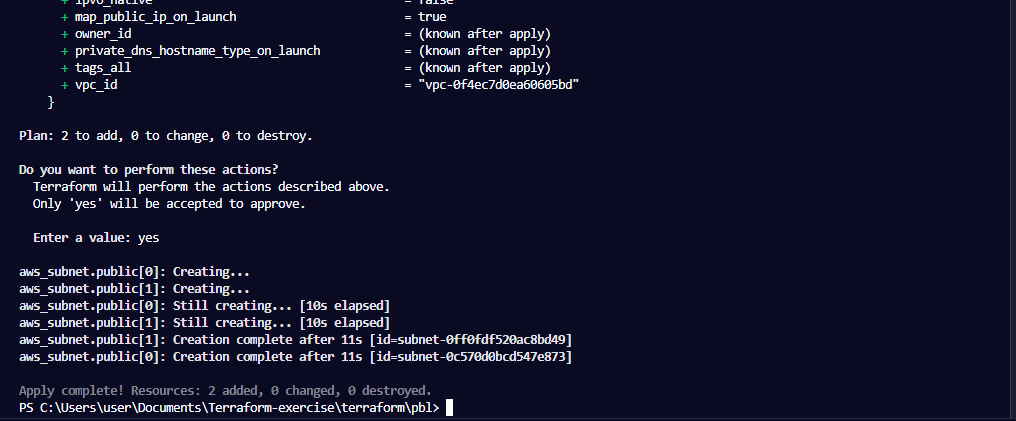 + ipv6_native = false
+ map_public_ip_on_launch = true
+ owner_id = (known after apply)
+ private_dns_hostname_type_on_launch = (known after apply)
+ tags_all = (known after apply)
+ vpc_id = "vpc-0f4ec7d0ea60605bd"
}
Plan: 2 to add, 0 to change, 0 to destroy.
Do you want to perform these actions?
Terraform will perform the actions described above.
Only 'yes' will be accepted to approve.
Enter a value: yes
aws_subnet.public[0]: Creating...
aws_subnet.public[1]: Creating...
aws_subnet.public[0]: Still creating... [10s elapsed]
aws_subnet.public[1]: Still creating... [10s elapsed]
aws_subnet.public[1]: Creation complete after 11s [id=subnet-0ff0fdf520ac8bd49]
aws_subnet.public[0]: Creation complete after 11s [id=subnet-0c570d0bcd547e873]
Apply complete! Resources: 2 added, 0 changed, 0 destroyed.
PS C:\Users\user\Documents\Terraform-exercise\terraform\pbl>